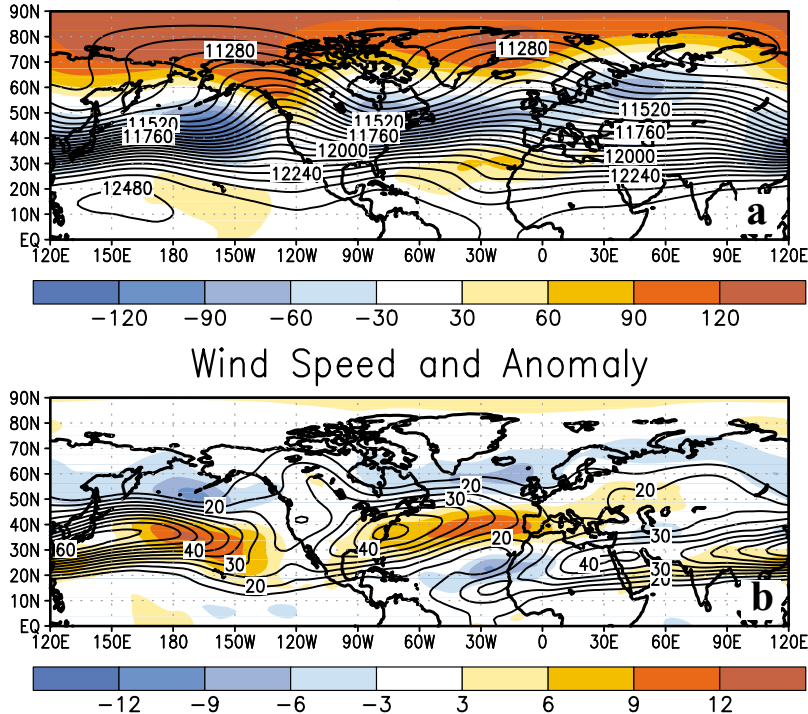 90N
80N
70N
60N
50N
40N
30N
20N
10N
EQ
11280 11280
11520 11520 11520
11760 11760 11760
12000 12000
12240 12240
12480
a
120E 150E 180 150W 120W 90W 60W 30W 0 30E 60E 90E 120E
−120 −90 −60 −30 30 60 90 120
Wind Speed and Anomaly
90N
80N
70N
60N
50N
40N
30N
20N
10N
EQ
20 20 20
30 30
60 40 40 20
30 40 30
20 20
b
120E 150E 180 150W 120W 90W 60W 30W 0 30E 60E 90E 120E
−12 −9 −6 −3 3 6 9 12